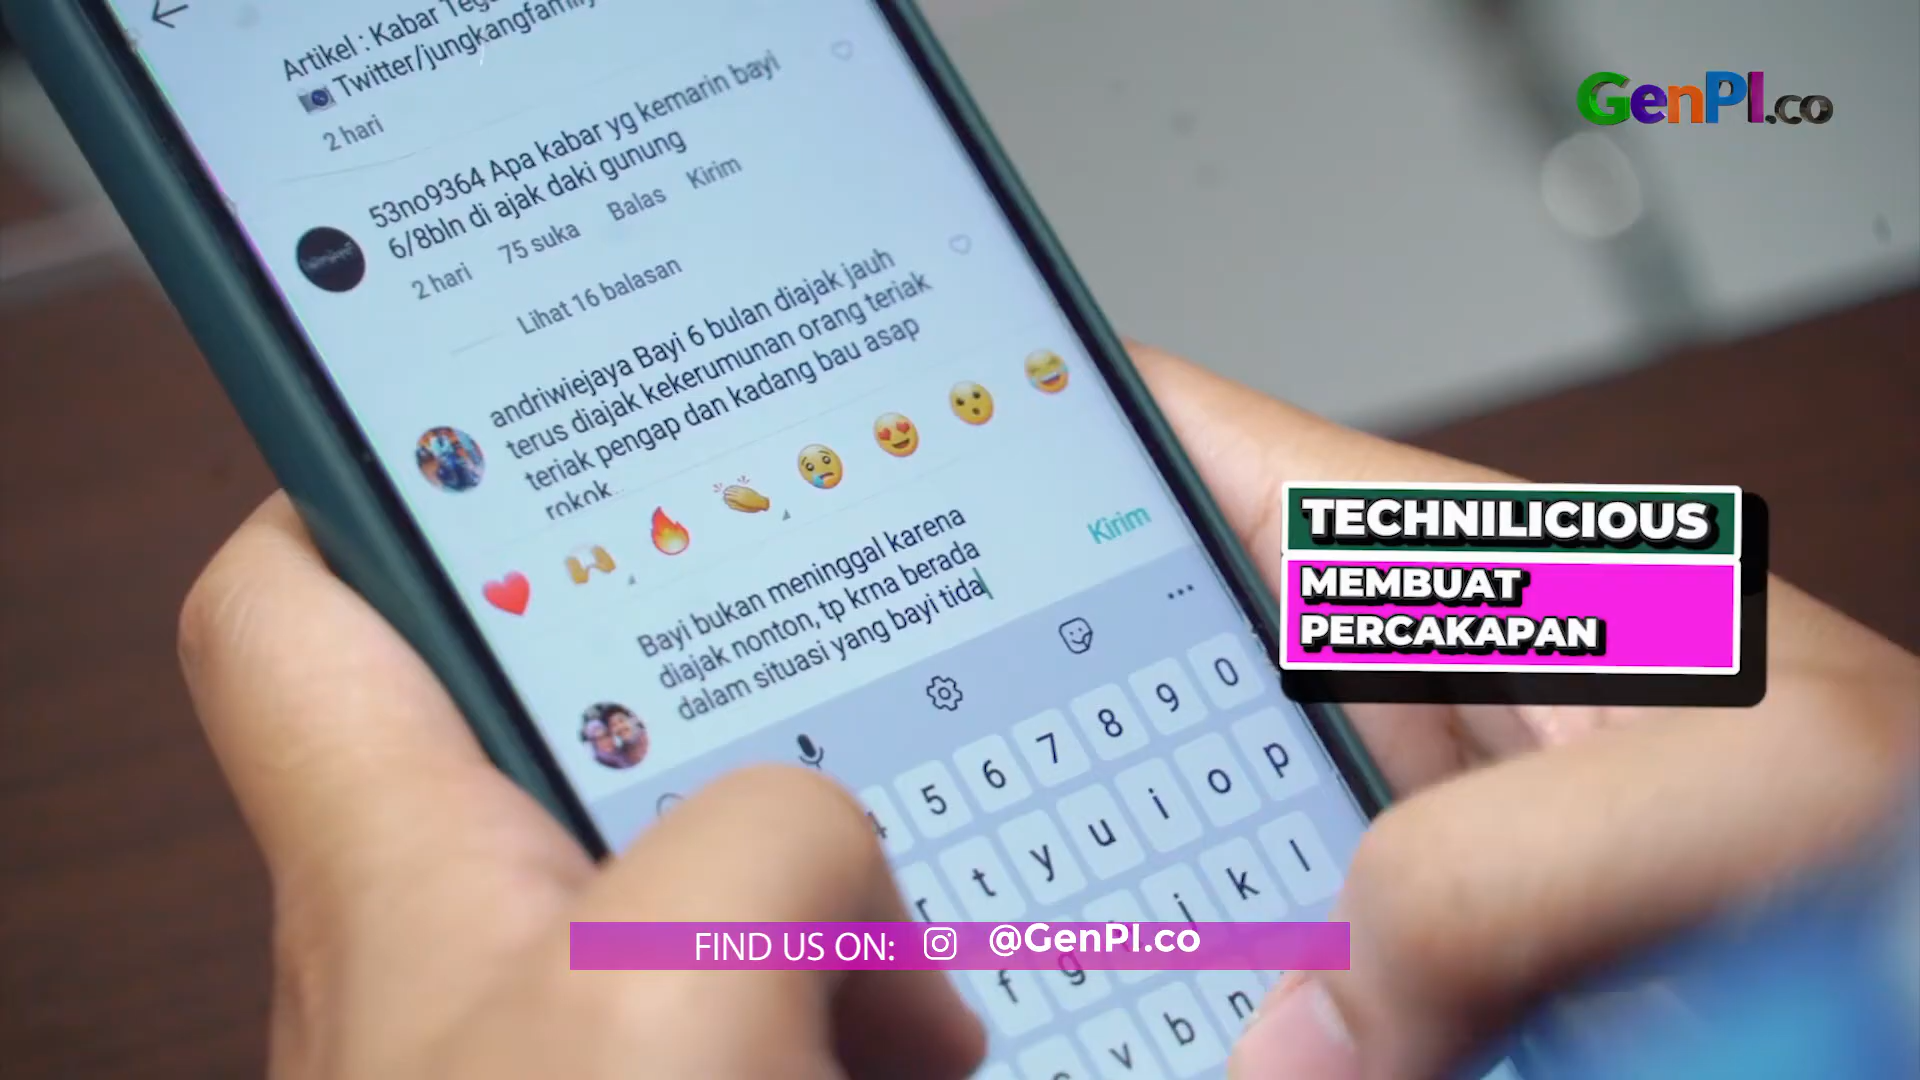 Artikel : Kabar
Twitter/jungkangfamily
2 hari
53no9364 Apa kabar yg kemarin bayi
6/8bln di ajak daki gunung
2 hari 75 suka Balas Kirim
Lihat 16 balasan
andriwiejaya Bayi 6 bulan diajak jauh
terus diajak kekerumunan orang teriak
teriak pengap dan kadang bau asap
rokok..
Bayi bukan meninggal karena
diajak nonton, tp krna berada
dalam situasi yang bayi tida
Kirim
4 5 6 7 8 9 0
r t y u i o p
f g j k l
v b n
GenPI.co
TECHNILICIOUS
MEMBUAT
PERCAKAPAN
FIND US ON: @GenPI.co